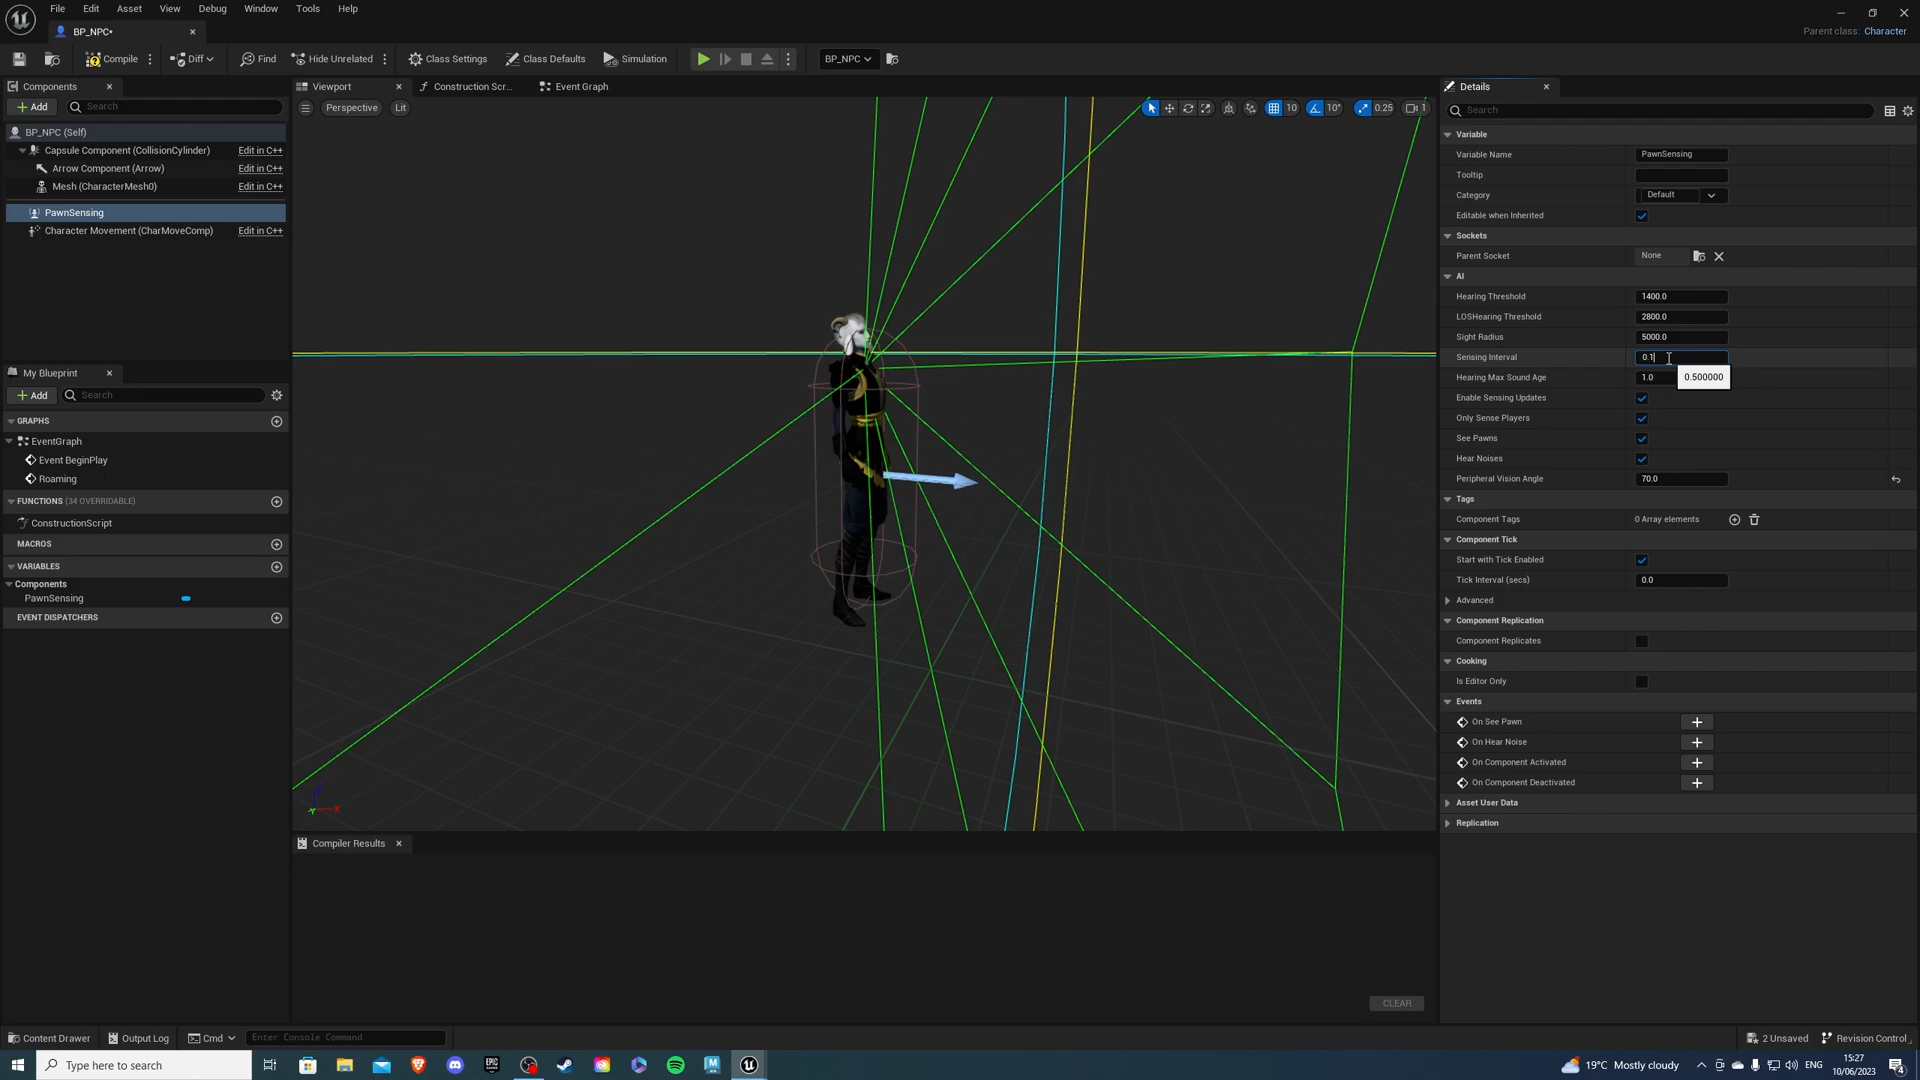 File Edit Asset View Debug Window Tools Help
BP_NPC•
Parent class: Character
Compile Diff Find Hide Unrelated Class Settings Class Defaults Simulation BP_NPC
Components
Add Search
BP_NPC (Self)
Capsule Component (CollisionCylinder) Edit in C++
Arrow Component (Arrow) Edit in C++
Mesh (CharacterMesh0) Edit in C++
PawnSensing
Character Movement (CharMoveComp) Edit in C++
My Blueprint
Add Search
GRAPHS
EventGraph
Event BeginPlay
Roaming
FUNCTIONS (34 OVERRIDABLE)
ConstructionScript
MACROS
VARIABLES
Components
PawnSensing
EVENT DISPATCHERS
Viewport Construction Scr... Event Graph
Perspective Lit
10 10° 0.25 1
Z X Y
Compiler Results
CLEAR
Details
Search
Variable
Variable Name PawnSensing
Tooltip
Category Default
Editable when Inherited
Sockets
Parent Socket None
AI
Hearing Threshold 1400.0
LOSHearing Threshold 2800.0
Sight Radius 5000.0
Sensing Interval 0.1
Hearing Max Sound Age 1.0 0.500000
Enable Sensing Updates
Only Sense Players
See Pawns
Hear Noises
Peripheral Vision Angle 70.0
Tags
Component Tags 0 Array elements
Component Tick
Start with Tick Enabled
Tick Interval (secs) 0.0
Advanced
Component Replication
Component Replicates
Cooking
Is Editor Only
Events
On See Pawn
On Hear Noise
On Component Activated
On Component Deactivated
Asset User Data
Replication
Content Drawer Output Log Cmd Enter Console Command 2 Unsaved Revision Control
Type here to search EPIC GAMES M 19°C Mostly cloudy ENG 15:27
10/06/2023 4